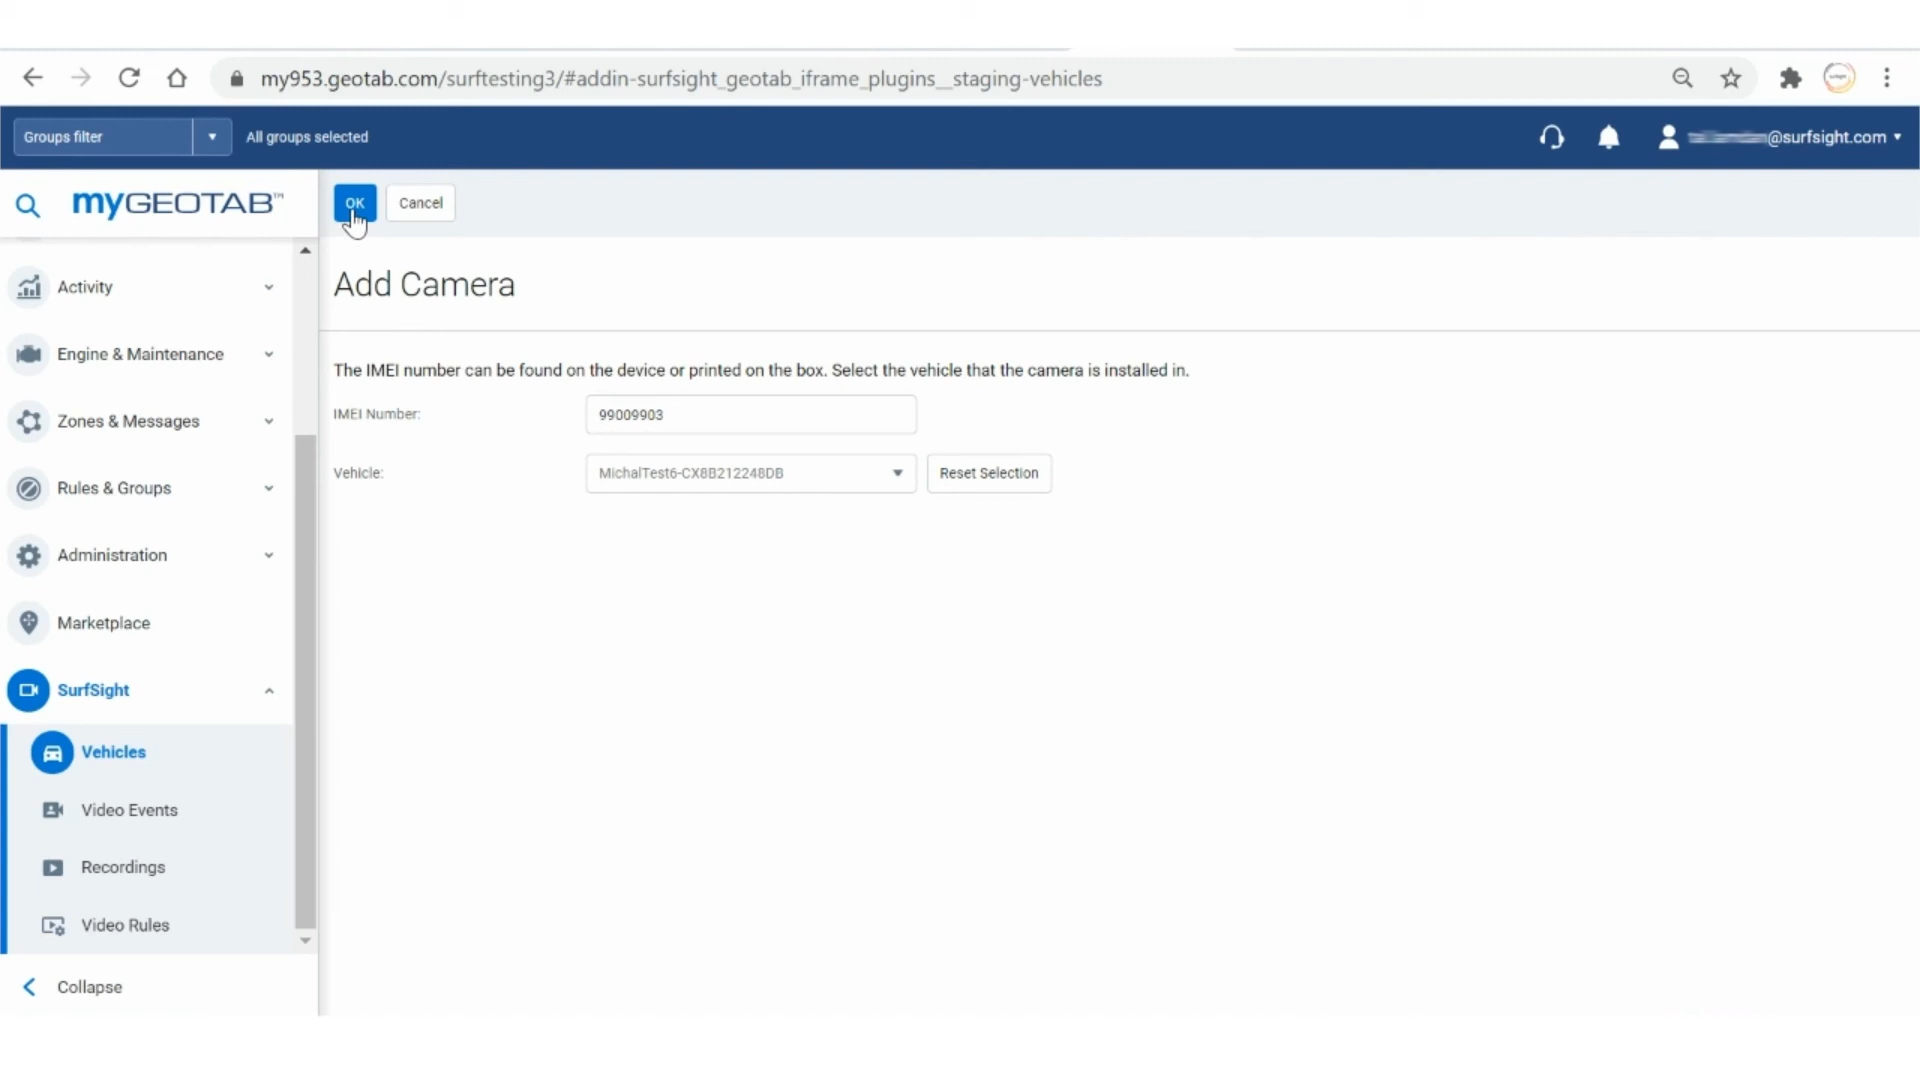 my953.geotab.com/surftesting3/#addin-surfsight_geotab_iframe_plugins__staging-vehicles
Groups filter
All groups selected
@surfsight.com
myGEOTAB™
OK
Cancel
Activity
Engine & Maintenance
Zones & Messages
Rules & Groups
Administration
Marketplace
SurfSight
Vehicles
Video Events
Recordings
Video Rules
Collapse
Add Camera
The IMEI number can be found on the device or printed on the box. Select the vehicle that the camera is installed in.
IMEI Number:
99009903
Vehicle:
MichalTest6-CX8B212248DB
Reset Selection